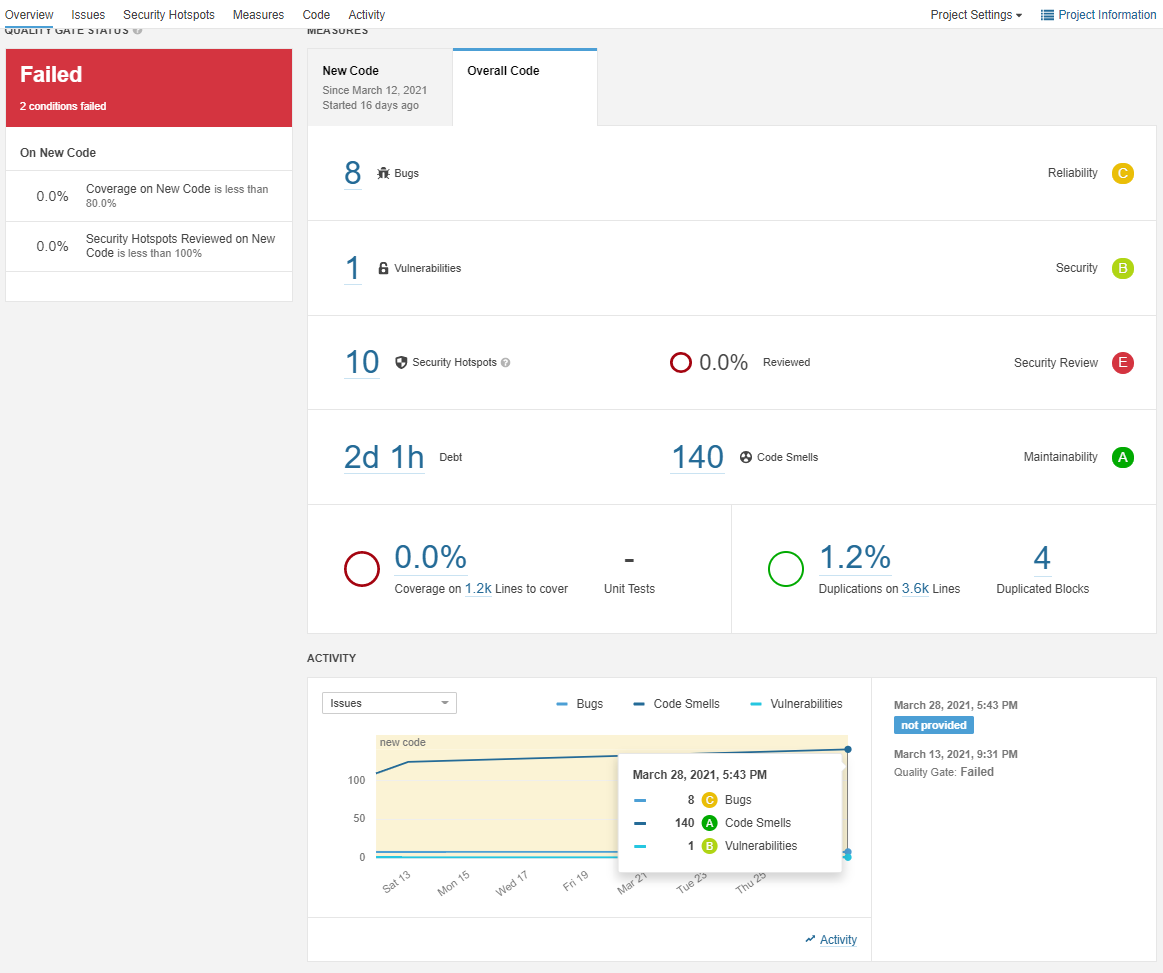 Overview Issues Security Hotspots Measures Code Activity Project Settings Project Information
QUALITY GATE STATUS
Failed
2 conditions failed
On New Code
0.0% Coverage on New Code is less than
80.0%
0.0% Security Hotspots Reviewed on New
Code is less than 100%
MEASURES
New Code
Since March 12, 2021
Started 16 days ago
Overall Code
8 Bugs Reliability C
1 Vulnerabilities Security B
10 Security Hotspots ? 0.0% Reviewed Security Review E
2d 1h Debt 140 Code Smells Maintainability A
0.0%
Coverage on 1.2k Lines to cover
-
Unit Tests
1.2%
Duplications on 3.6k Lines
4
Duplicated Blocks
ACTIVITY
Issues
Bugs Code Smells Vulnerabilities
new code
100
50
0
March 28, 2021, 5:43 PM
8 C Bugs
140 A Code Smells
1 B Vulnerabilities
Sat 13 Mon 15 Wed 17 Fri 19 Mar 21 Tue 23 Thu 25
Activity
March 28, 2021, 5:43 PM
not provided
March 13, 2021, 9:31 PM
Quality Gate: Failed